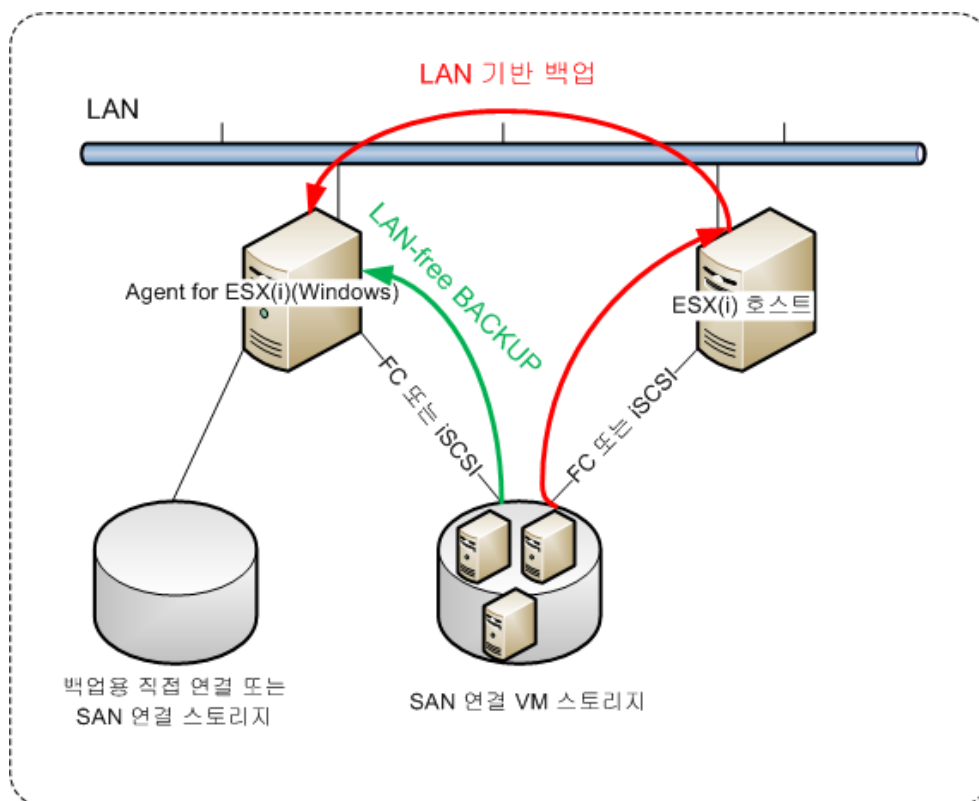 LAN 기반 백업
LAN
LAN-free BACKUP
Agent for ESX(i)(Windows)
ESX(i) 호스트
FC 또는 iSCSI
FC 또는 iSCSI
백업용 직접 연결 또는
SAN 연결 스토리지
SAN 연결 VM 스토리지